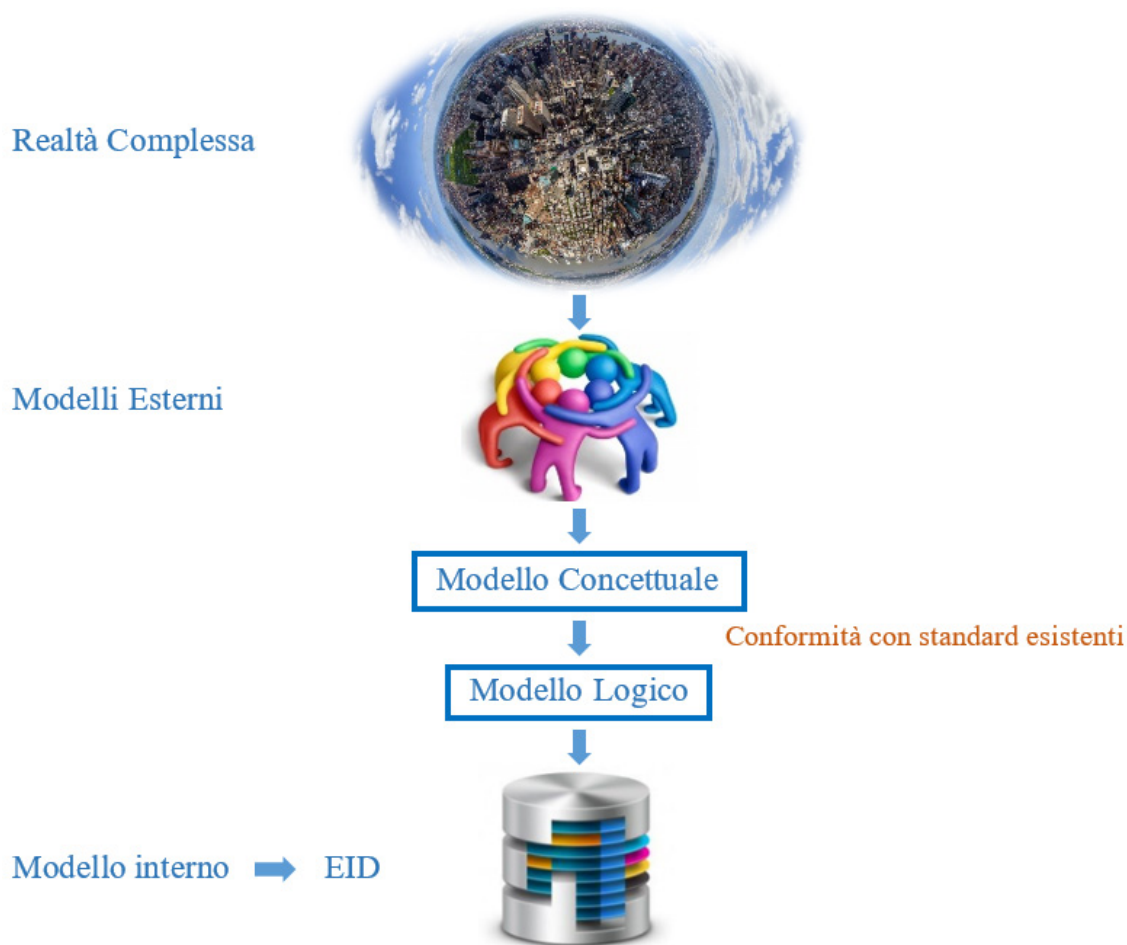 Realtà Complessa
Modelli Esterni
Modello Concettuale
Conformità con standard esistenti
Modello Logico
Modello interno EID